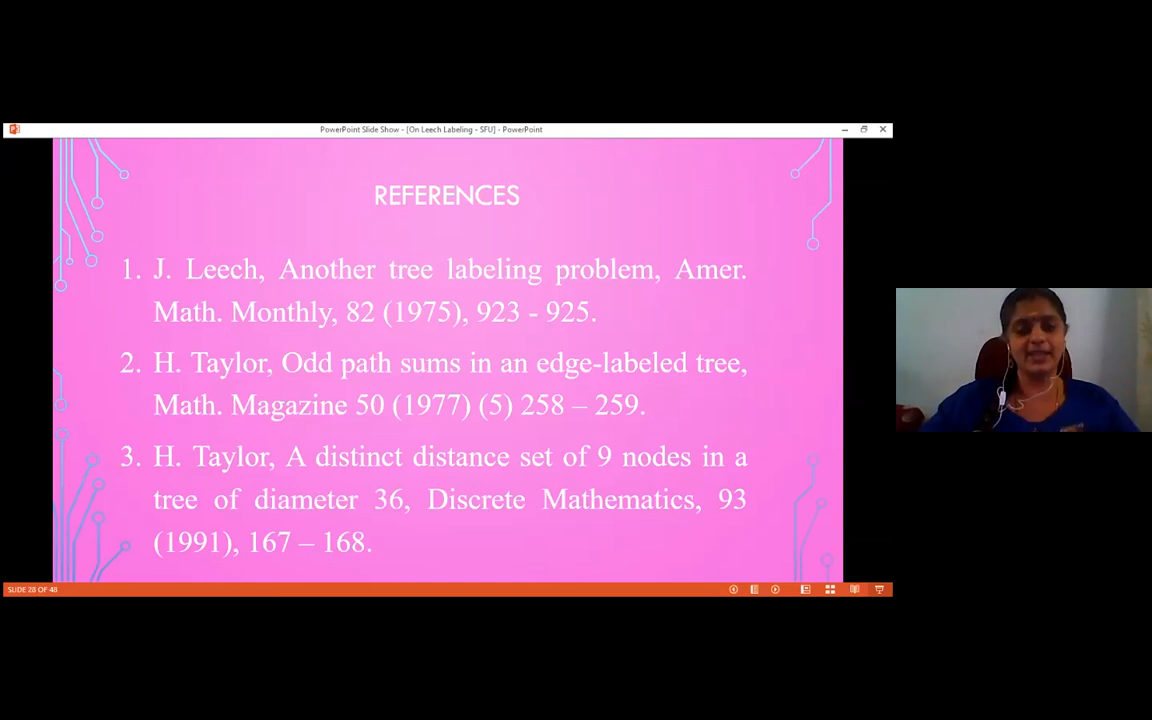 PowerPoint Slide Show - [On Leech Labeling - SFU] - PowerPoint
REFERENCES
1. J. Leech, Another tree labeling problem, Amer.
Math. Monthly, 82 (1975), 923 - 925.
2. H. Taylor, Odd path sums in an edge-labeled tree,
Math. Magazine 50 (1977) (5) 258 – 259.
3. H. Taylor, A distinct distance set of 9 nodes in a
tree of diameter 36, Discrete Mathematics, 93
(1991), 167 – 168.
SLIDE 28 OF 48